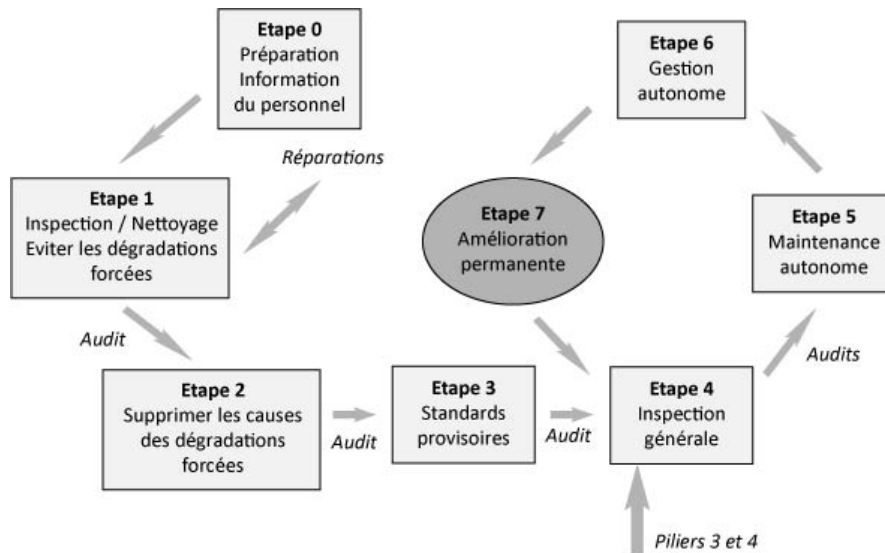 Etape 0
Préparation
Information
du personnel
Réparations
Etape 1
Inspection / Nettoyage
Eviter les dégradations
forcées
Audit
Etape 2
Supprimer les causes
des dégradations
forcées
Audit
Etape 3
Standards
provisoires
Audit
Etape 4
Inspection
générale
Piliers 3 et 4
Audits
Etape 5
Maintenance
autonome
Etape 6
Gestion
autonome
Etape 7
Amélioration
permanente